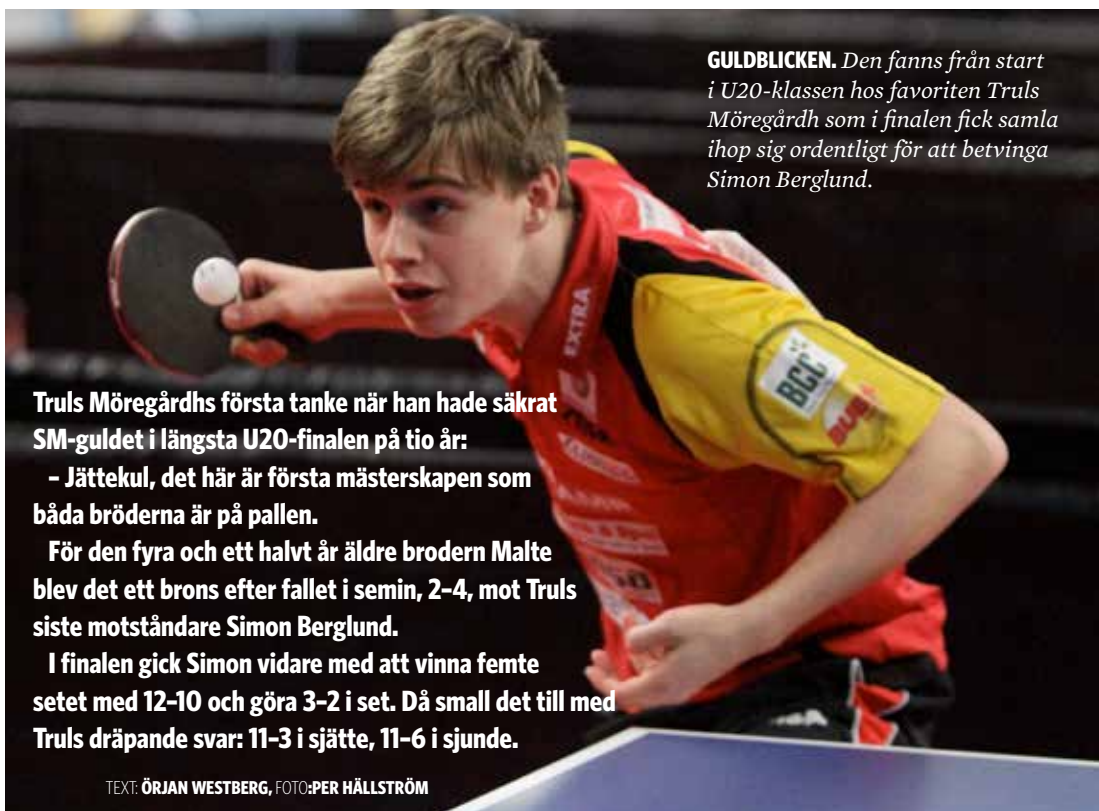 GULDBLICKEN. Den fanns från start
i U20-klassen hos favoriten Truls
Möregårdh som i finalen fick samla
ihop sig ordentligt för att betvinga
Simon Berglund.
EXTRA
BCC
Truls Möregårdhs första tanke när han hade säkrat
SM-guldet i längsta U20-finalen på tio år:
– Jättekul, det här är första mästerskapen som
båda bröderna är på pallen.
För den fyra och ett halvt år äldre brodern Malte
blev det ett brons efter fallet i semin, 2–4, mot Truls
siste motståndare Simon Berglund.
I finalen gick Simon vidare med att vinna femte
setet med 12–10 och göra 3–2 i set. Då small det till med
Truls dräpande svar: 11–3 i sjätte, 11–6 i sjunde.
TEXT: ÖRJAN WESTBERG, FOTO:PER HÄLLSTRÖM